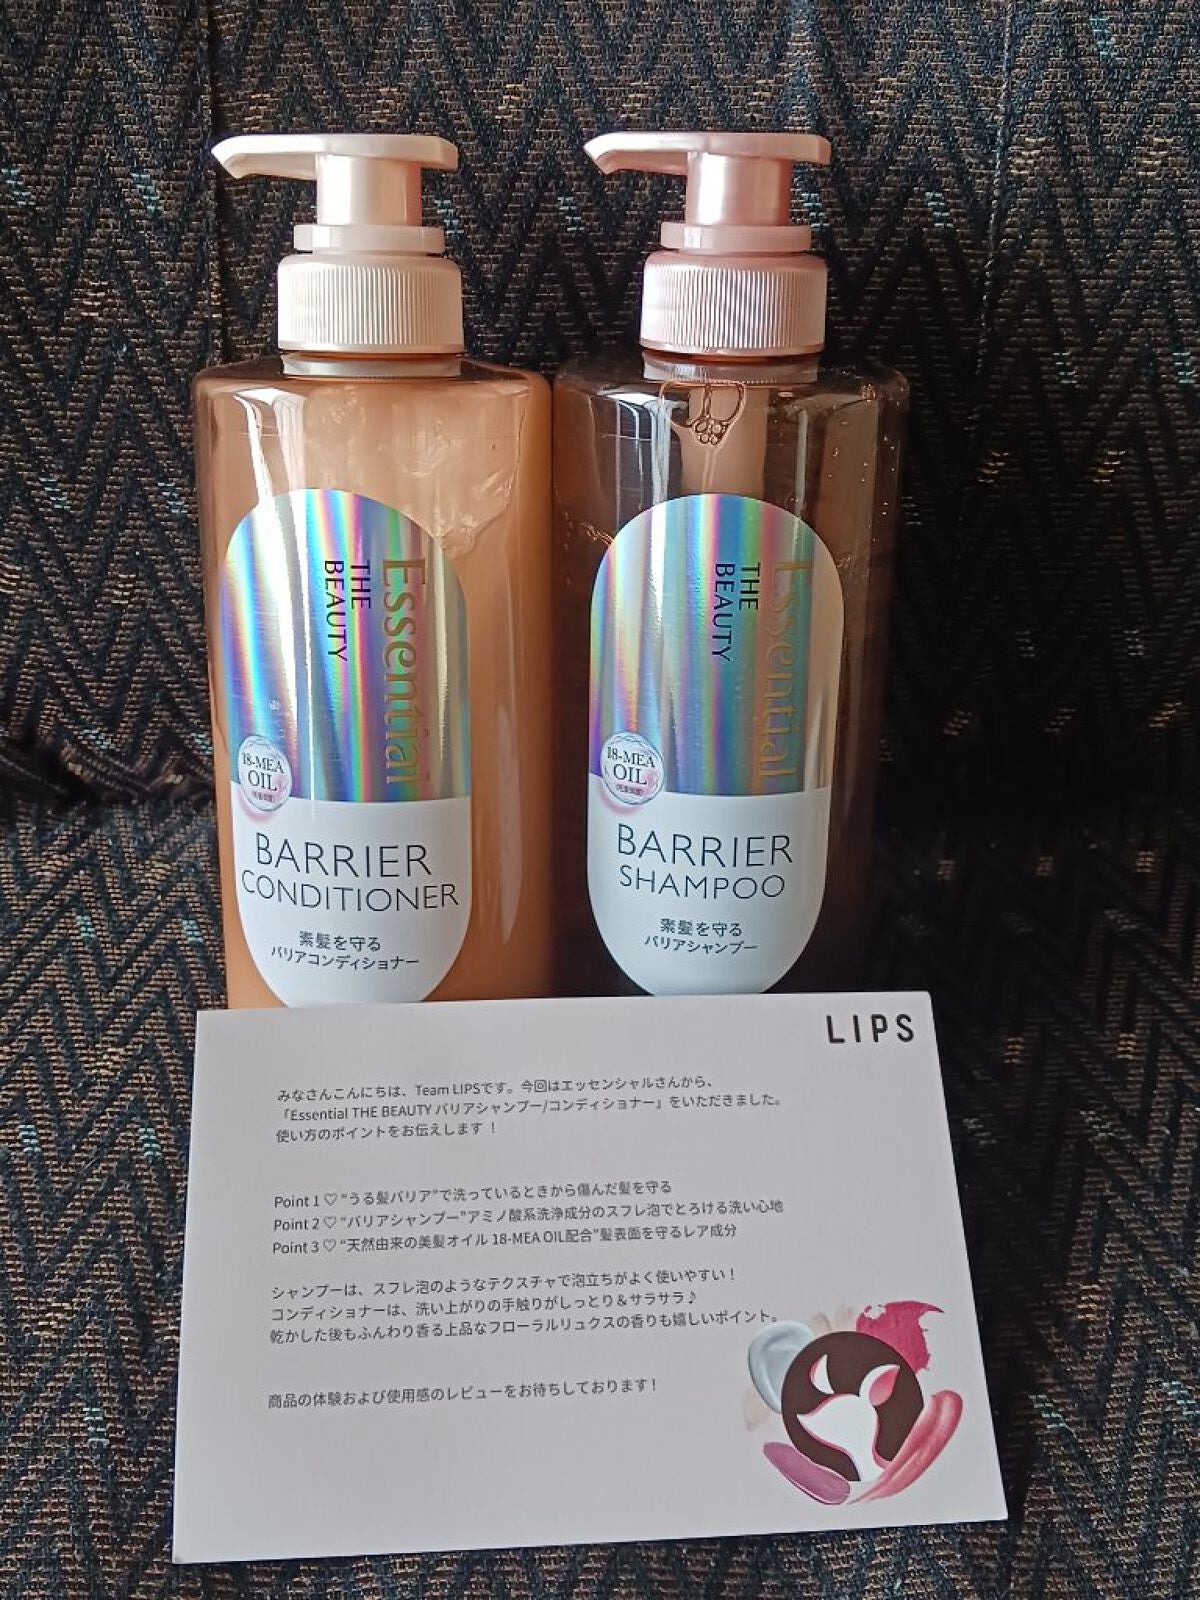 Essential
THE
BEAUTY
18-MEA
OIL
BARRIER
CONDITIONER
素髪を守る
バリアコンディショナー
Essential
THE
BEAUTY
18-MEA
OIL
BARRIER
SHAMPOO
素髪を守る
バリアシャンプー
LIPS
みなさんこんにちは、Team LIPSです。今回はエッセンシャルさんから、
「Essential THE BEAUTY バリアシャンプー/コンディショナー」をいただきました。
使い方のポイントをお伝えします！
Point 1 ♡ “うる髪バリア”で洗っているときから傷んだ髪を守る
Point 2 ♡ “バリアシャンプー”アミノ酸系洗浄成分のスフレ泡でとろける洗い心地
Point 3 ♡ “天然由来の美髪オイル 18-MEA OIL配合”髪表面を守るレア成分
シャンプーは、スフレ泡のようなテクスチャで泡立ちがよく使いやすい！
コンディショナーは、洗い上がりの手触りがしっとり＆サラサラ♪
乾かした後もふんわり香る上品なフローラルリュクスの香りも嬉しいポイント。
商品の体験および使用感のレビューをお待ちしております！